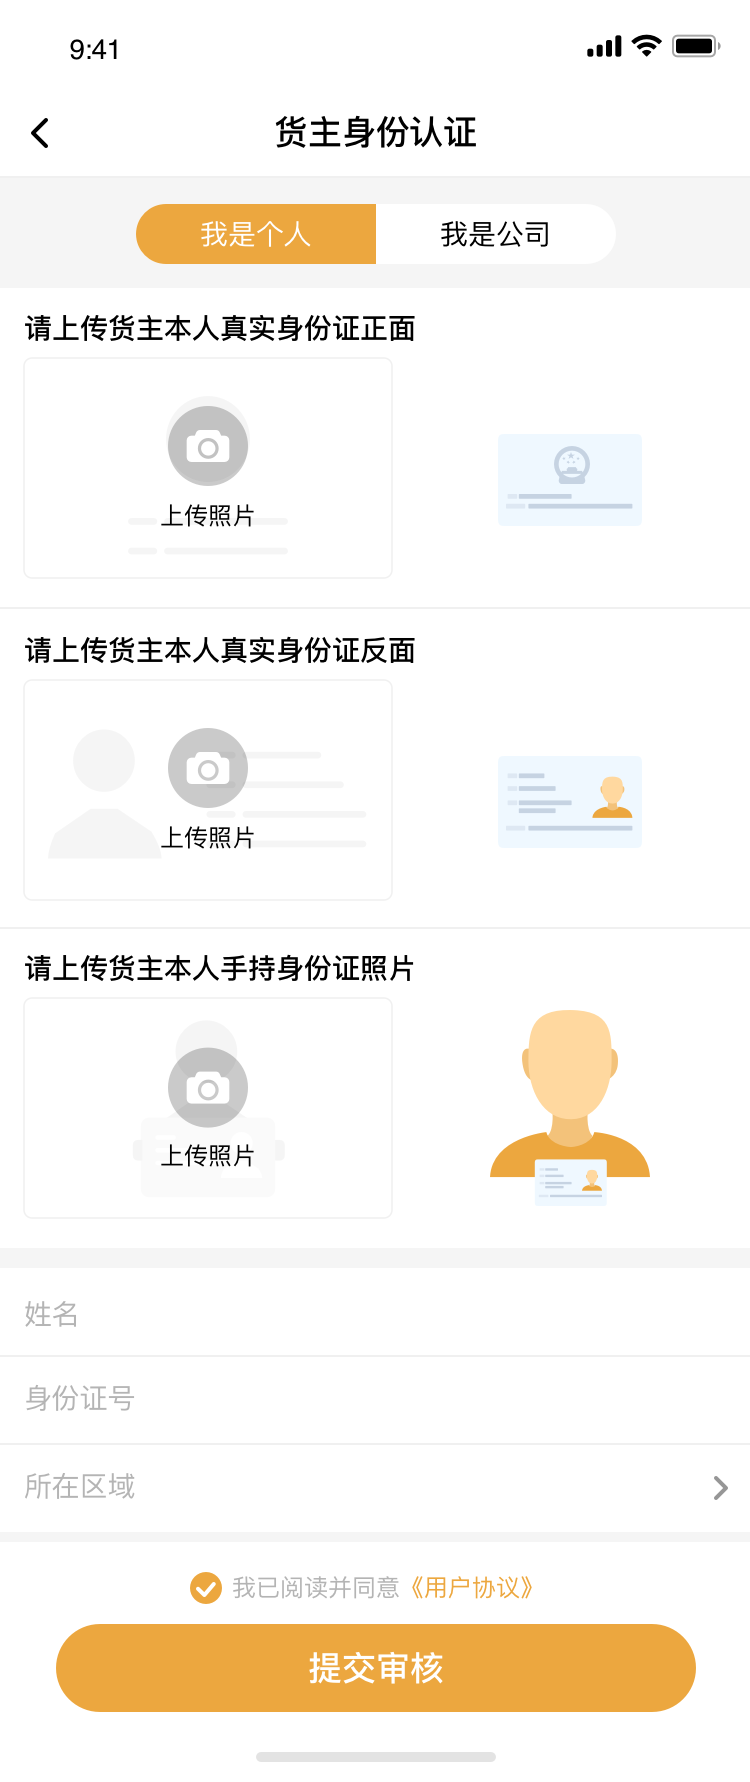 9:41
货主身份认证
我是个人
我是公司
请上传货主本人真实身份证正面
上传照片
请上传货主本人真实身份证反面
上传照片
请上传货主本人手持身份证照片
上传照片
姓名
身份证号
所在区域
我已阅读并同意《用户协议》
提交审核